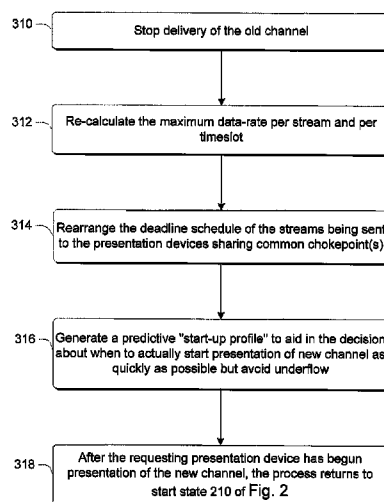 310
Stop delivery of the old channel
312
Re-calculate the maximum data-rate per stream and per
timeslot
314
Rearrange the deadline schedule of the streams being sent
to the presentation devices sharing common chokepoint(s)
316
Generate a predictive "start-up profile" to aid in the decision
about when to actually start presentation of new channel as
quickly as possible but avoid underflow
318
After the requesting presentation device has begun
presentation of the new channel, the process returns to
start state 210 of Fig. 2